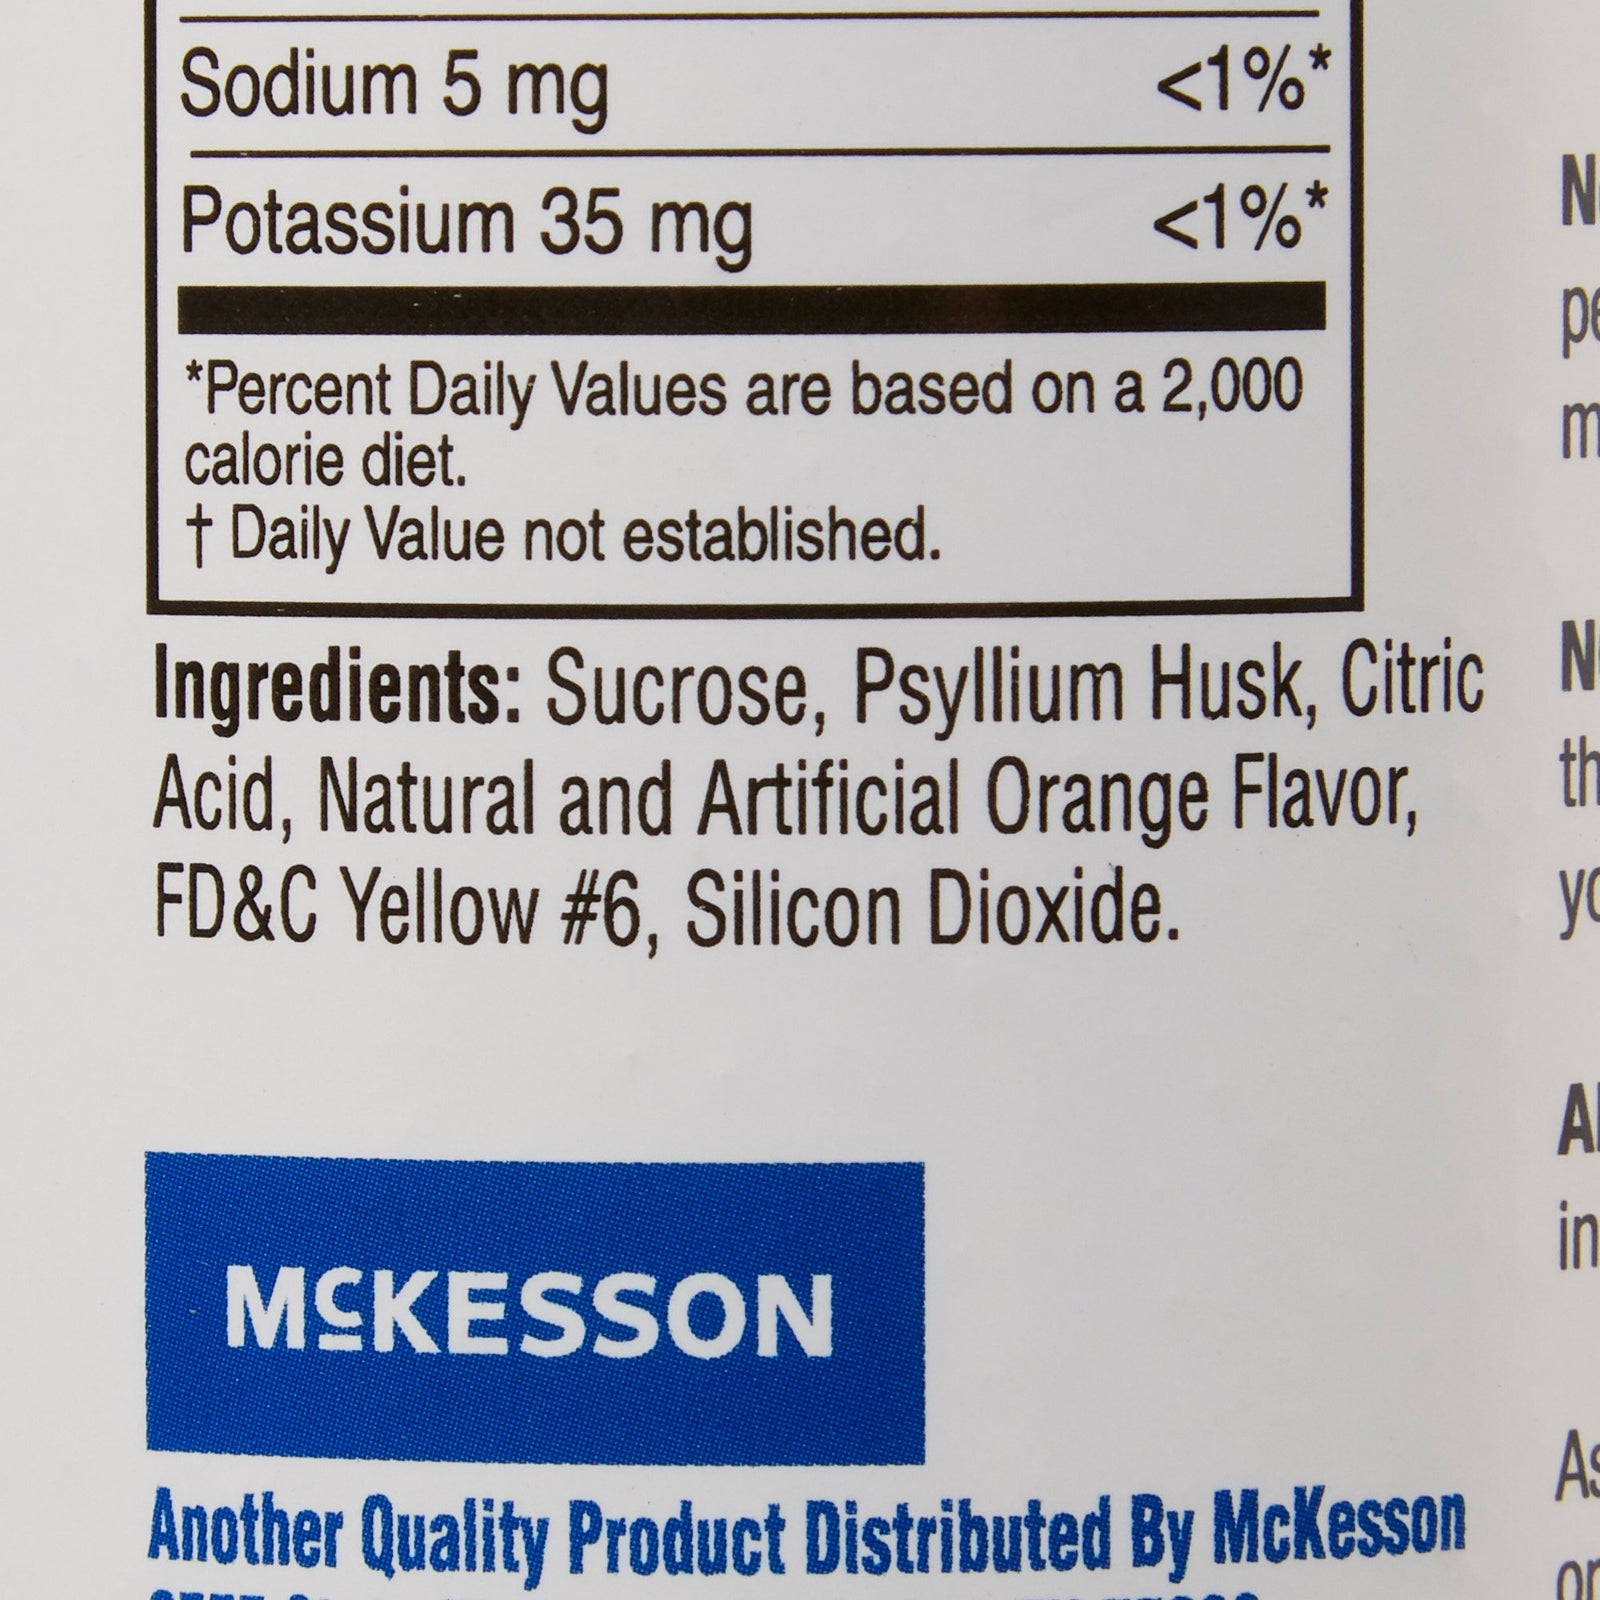 Sodium 5 mg <1%*
Potassium 35 mg <1%*
*Percent Daily Values are based on a 2,000
calorie diet.
† Daily Value not established.
Ingredients: Sucrose, Psyllium Husk, Citric
Acid, Natural and Artificial Orange Flavor,
FD&C Yellow #6, Silicon Dioxide.
McKESSON
Another Quality Product Distributed By McKesson